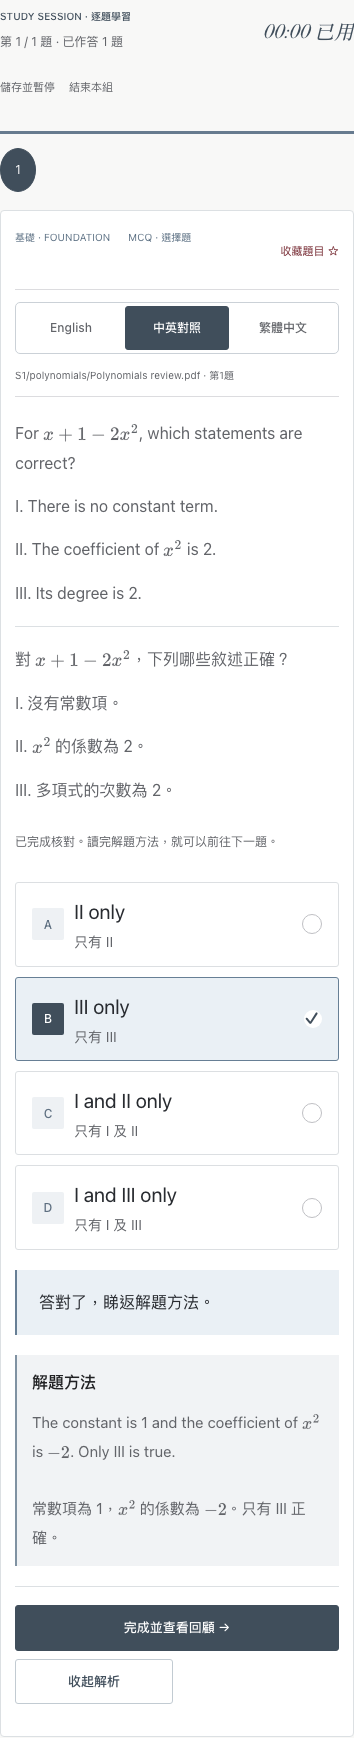 STUDY SESSION · 逐題學習
第 1 / 1 題 · 已作答 1 題
00:00 已用
儲存並暫停 結束本組
1
基礎 · FOUNDATION MCQ · 選擇題
收藏題目 ☆
English 中英對照 繁體中文
S1/polynomials/Polynomials review.pdf · 第1題
For x + 1 − 2x², which statements are
correct?
I. There is no constant term.
II. The coefficient of x² is 2.
III. Its degree is 2.
對 x + 1 − 2x²，下列哪些敘述正確？
I. 沒有常數項。
II. x² 的係數為 2。
III. 多項式的次數為 2。
已完成核對。讀完解題方法，就可以前往下一題。
A II only
只有 II
B III only
只有 III
C I and II only
只有 I 及 II
D I and III only
只有 I 及 III
答對了，睇返解題方法。
解題方法
The constant is 1 and the coefficient of x²
is −2. Only III is true.
常數項為 1，x² 的係數為 −2。只有 III 正
確。
完成並查看回顧 →
收起解析